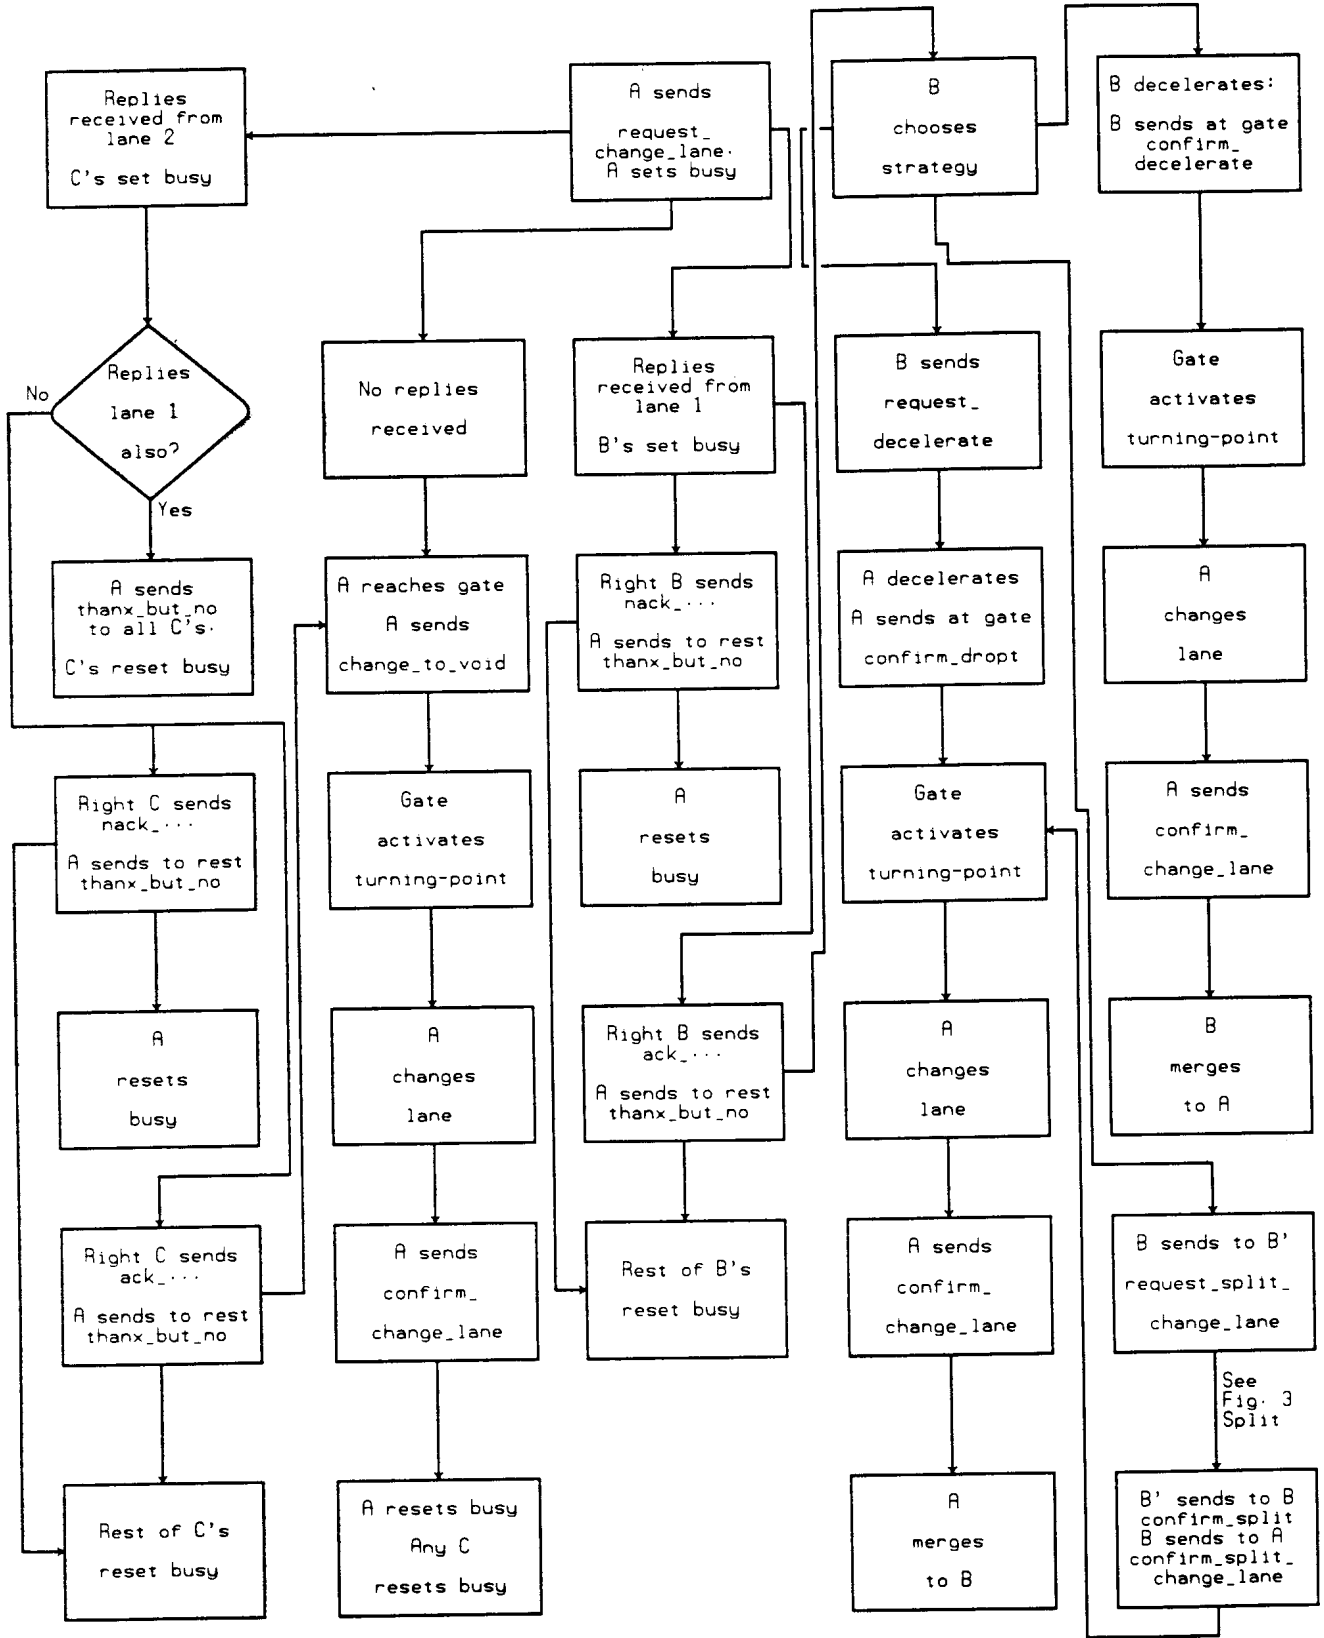 Replies
received from
lane 2
C's set busy
A sends
request_
change_lane.
A sets busy
B
chooses
strategy
B decelerates:
B sends at gate
confirm_
decelerate
No
Replies
lane 1
also?
Yes
No replies
received
Replies
received from
lane 1
B's set busy
B sends
request_
decelerate
Gate
activates
turning-point
A sends
thanx_but_no
to all C's.
C's reset busy
A reaches gate
A sends
change_to_void
Right B sends
nack_...
A sends to rest
thanx_but_no
A decelerates
A sends at gate
confirm_dropt
A
changes
lane
Right C sends
nack_...
A sends to rest
thanx_but_no
Gate
activates
turning-point
A
resets
busy
Gate
activates
turning-point
A sends
confirm_
change_lane
A
resets
busy
A
changes
lane
Right B sends
ack_...
A sends to rest
thanx_but_no
A
changes
lane
B
merges
to A
Right C sends
ack_...
A sends to rest
thanx_but_no
A sends
confirm_
change_lane
Rest of B's
reset busy
A sends
confirm_
change_lane
B sends to B'
request_split_
change_lane
See
Fig. 3
Split
Rest of C's
reset busy
A resets busy
Any C
resets busy
A
merges
to B
B' sends to B
confirm_split
B sends to A
confirm_split_
change_lane